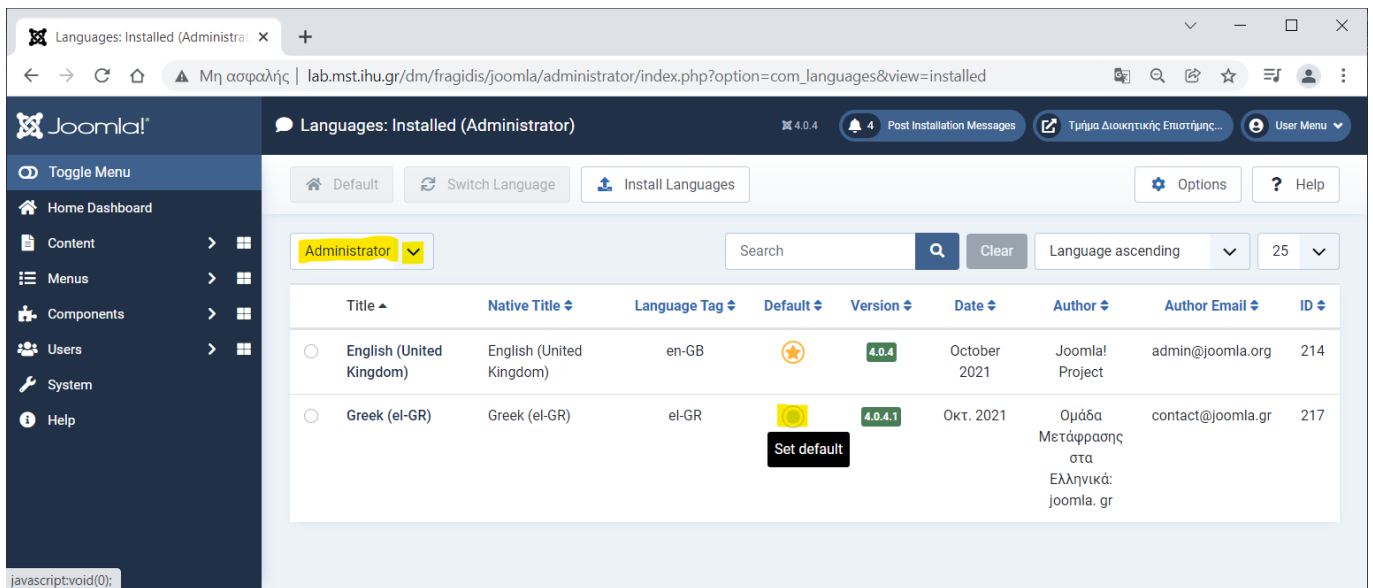 Languages: Installed (Administrat
Μη ασφαλής | lab.mst.ihu.gr/dm/fragidis/joomla/administrator/index.php?option=com_languages&view=installed
Joomla!®
Languages: Installed (Administrator)
4.0.4
4 Post Installation Messages
Τμήμα Διοικητικής Επιστήμης...
User Menu
Toggle Menu
Home Dashboard
Content
Menus
Components
Users
System
Help
Default
Switch Language
Install Languages
Options
? Help
Administrator
Search
Clear
Language ascending
25
Title Native Title Language Tag Default Version Date Author Author Email ID
English (United Kingdom) English (United Kingdom) en-GB 4.0.4 October 2021 Joomla! Project admin@joomla.org 214
Greek (el-GR) Greek (el-GR) el-GR 4.0.4.1 Οκτ. 2021 Ομάδα Μετάφρασης στα Ελληνικά: joomla. gr contact@joomla.gr 217
Set default
javascript:void(0);